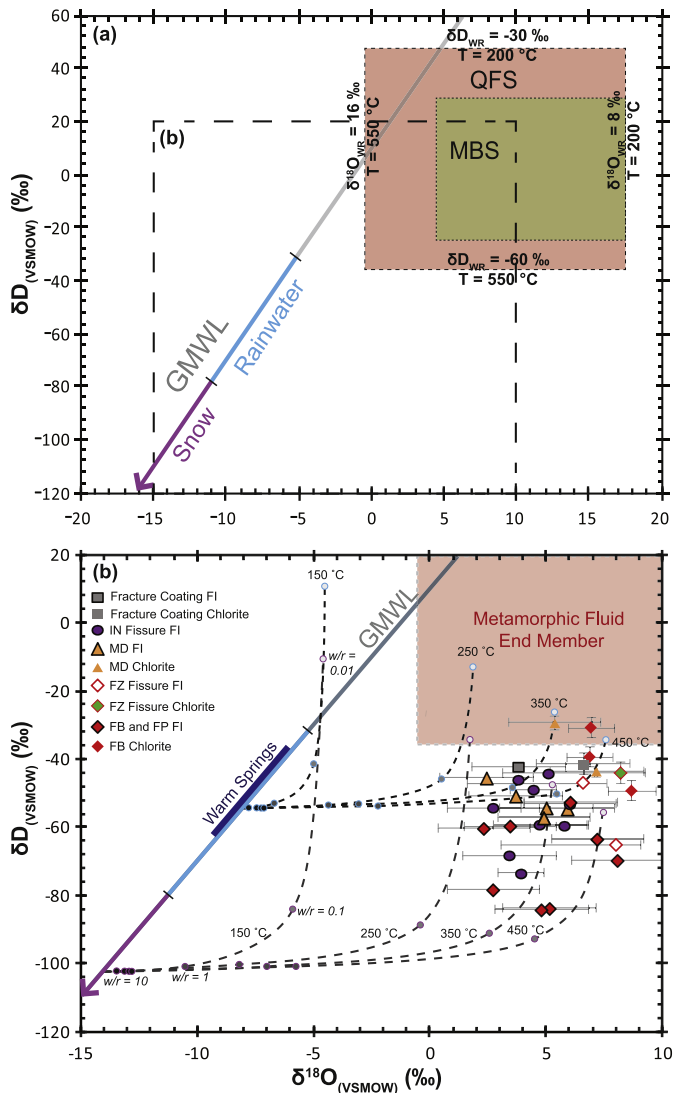 60
40
20
0
−20
−40
−60
−80
−100
−120
δD(VSMOW)
(‰)
(a)
(b)
δD_WR = -30 ‰
T = 200 °C
QFS
δ¹⁸O_WR = 16 ‰
T = 550 °C
MBS
δ¹⁸O_WR = 8 ‰
T = 200 °C
δD_WR = -60 ‰
T = 550 °C
GMWL
Rainwater
Snow
−20
−15
−10
−5
0
5
10
15
20
(b)
20
0
−20
−40
−60
−80
−100
−120
δD(VSMOW)
(‰)
Fracture Coating FI
Fracture Coating Chlorite
IN Fissure FI
MD FI
MD Chlorite
FZ Fissure FI
FZ Fissure Chlorite
FB and FP FI
FB Chlorite
150 °C
w/r =
0.01
GMWL
Metamorphic Fluid
End Member
250 °C
350 °C
450 °C
Warm Springs
w/r = 0.1
150 °C
250 °C
350 °C
450 °C
w/r = 10
w/r = 1
−15
−10
−5
0
5
10
δ¹⁸O(VSMOW) (‰)